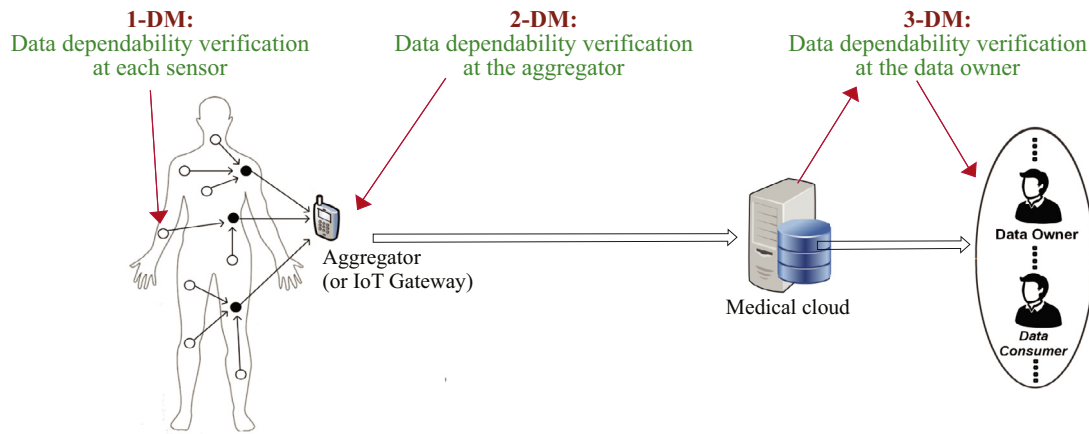 1-DM:
Data dependability verification
at each sensor
2-DM:
Data dependability verification
at the aggregator
3-DM:
Data dependability verification
at the data owner
Aggregator
(or IoT Gateway)
Medical cloud
Data Owner
Data
Consumer